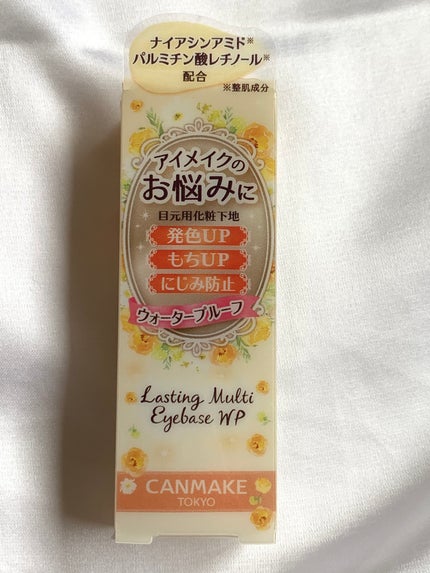 ナイアシンアミド※
パルミチン酸レチノール※
配合
※整肌成分
アイメイクの
お悩みに
目元用化粧下地
発色UP
もちUP
にじみ防止
ウォータープルーフ
Lasting Multi
Eyebase WP
CANMAKE
TOKYO